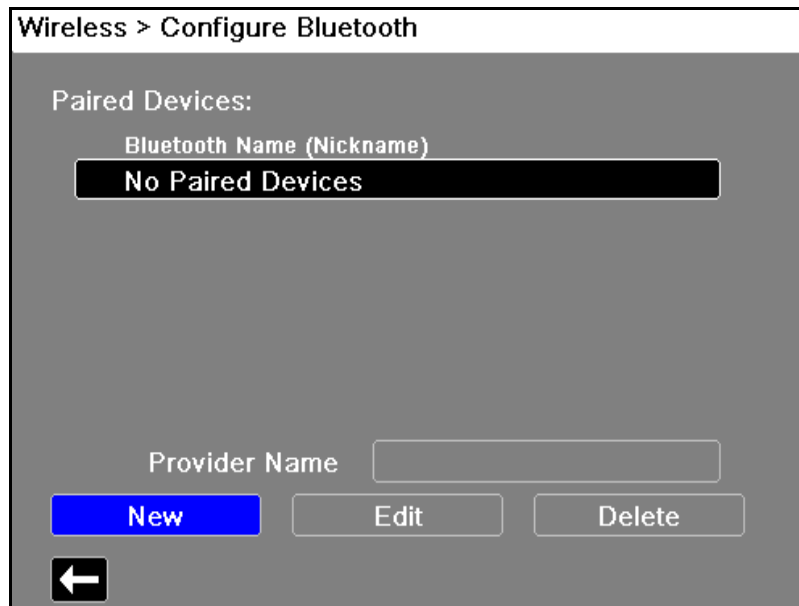 Wireless > Configure Bluetooth
Paired Devices:
Bluetooth Name (Nickname)
No Paired Devices
Provider Name
New Edit Delete